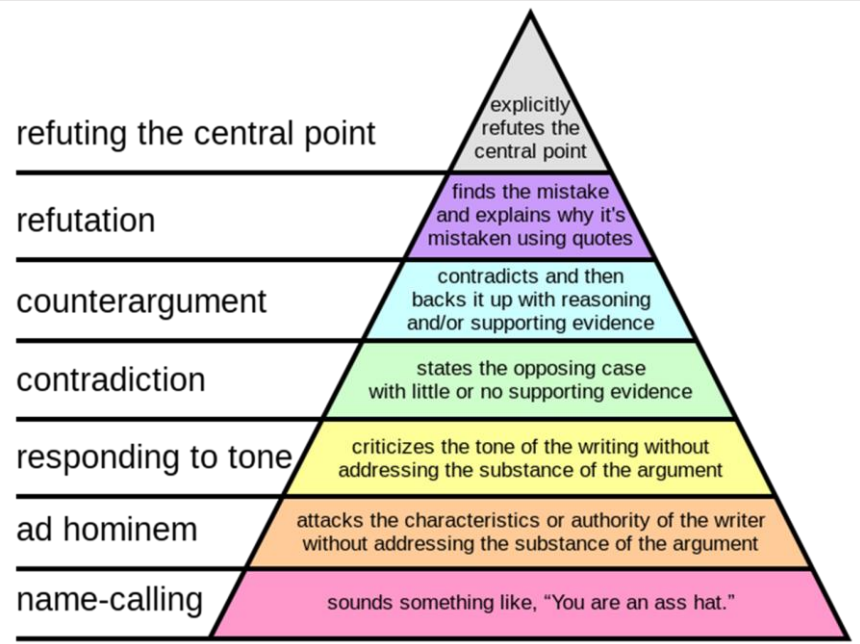 explicitly
refuting the central point
refutes the
central point
finds the mistake
refutation
and explains why it's
mistaken using quotes
contradicts and then
counterargument
backs it up with reasoning
and/or supporting evidence
contradiction
states the opposing case
with little or no supporting evidence
responding to tone
criticizes the tone of the writing without
addressing the substance of the argument
ad hominem
attacks the characteristics or authority of the writer
without addressing the substance of the argument
name-calling
sounds something like, “You are an ass hat.”